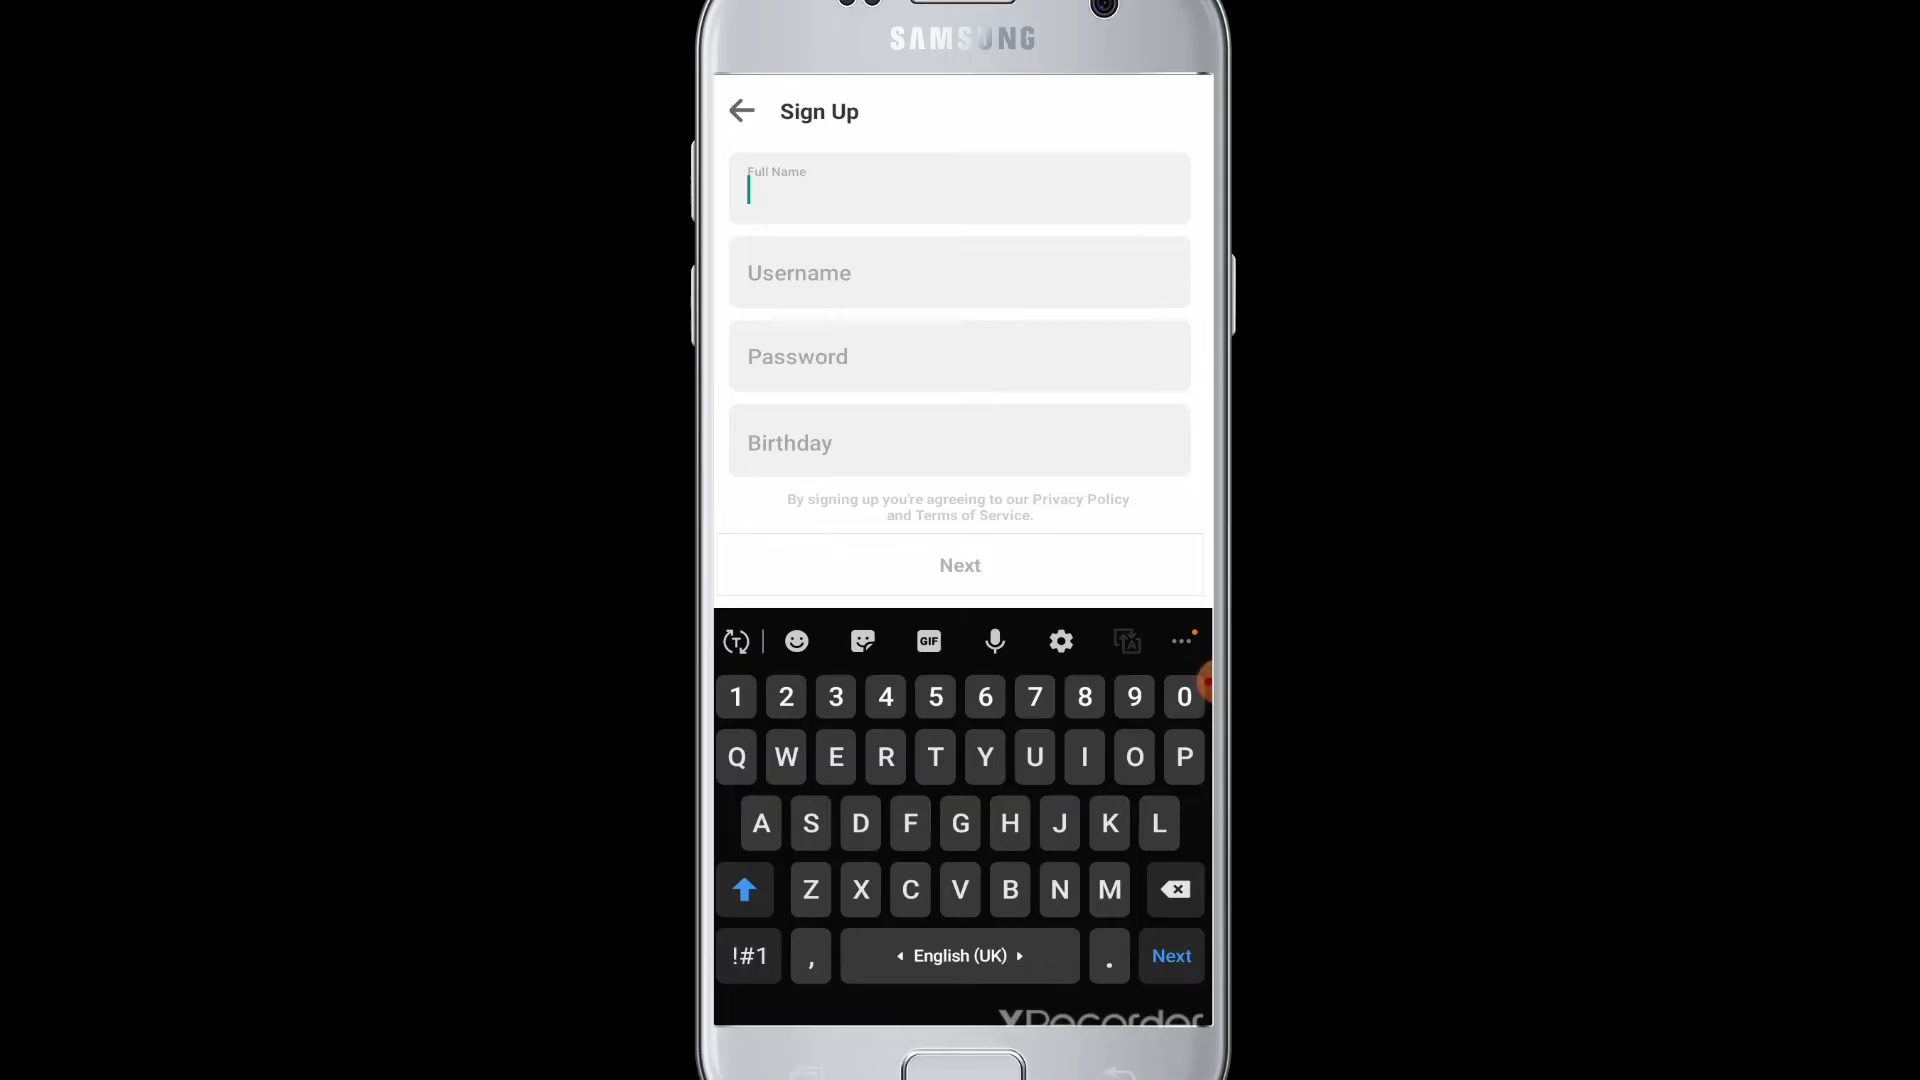 SAMSUNG
Sign Up
Full Name
Username
Password
Birthday
By signing up you're agreeing to our Privacy Policy
and Terms of Service.
Next
T GIF A
1 2 3 4 5 6 7 8 9 0
Q W E R T Y U I O P
A S D F G H J K L
Z X C V B N M
!#1 , English (UK) . Next
XRecorder